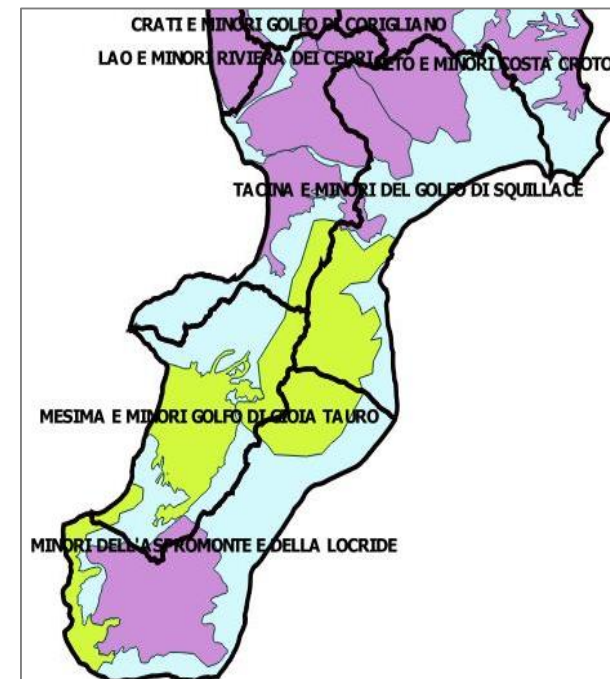 CRATI E MINORI GOLFO DI CORIGLIANO
LAO E MINORI RIVIERA DEI CEDRI
E MINORI COSTA CROTO
TACINA E MINORI DEL GOLFO DI SQUILLACE
MESIMA E MINORI GOLFO DI GIOIA TAURO
MINORI DELL'ASPROMONTE E DELLA LOCRIDE